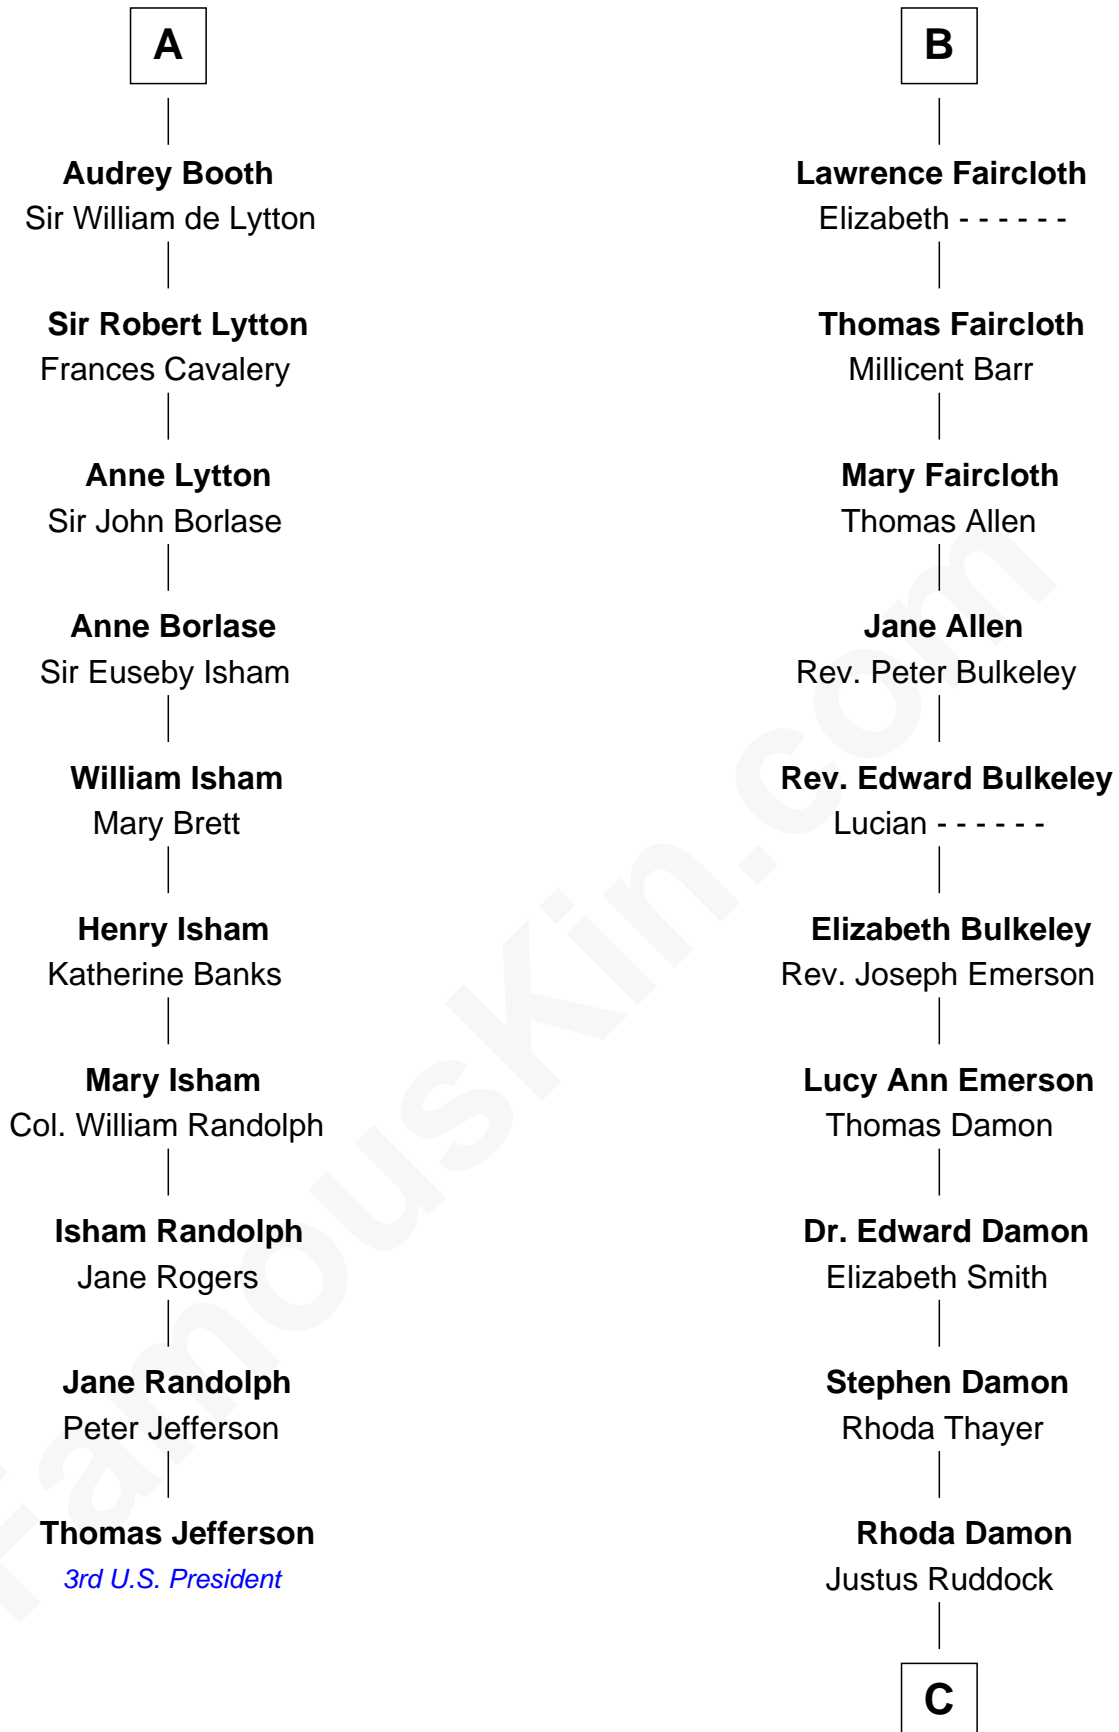 A
Audrey Booth
Sir William de Lytton
Sir Robert Lytton
Frances Cavalery
Anne Lytton
Sir John Borlase
Anne Borlase
Sir Euseby Isham
William Isham
Mary Brett
Henry Isham
Katherine Banks
Mary Isham
Col. William Randolph
Isham Randolph
Jane Rogers
Jane Randolph
Peter Jefferson
Thomas Jefferson
3rd U.S. President
B
Lawrence Faircloth
Elizabeth - - - - - -
Thomas Faircloth
Millicent Barr
Mary Faircloth
Thomas Allen
Jane Allen
Rev. Peter Bulkeley
Rev. Edward Bulkeley
Lucian - - - - - -
Elizabeth Bulkeley
Rev. Joseph Emerson
Lucy Ann Emerson
Thomas Damon
Dr. Edward Damon
Elizabeth Smith
Stephen Damon
Rhoda Thayer
Rhoda Damon
Justus Ruddock
C
FamousKin.com